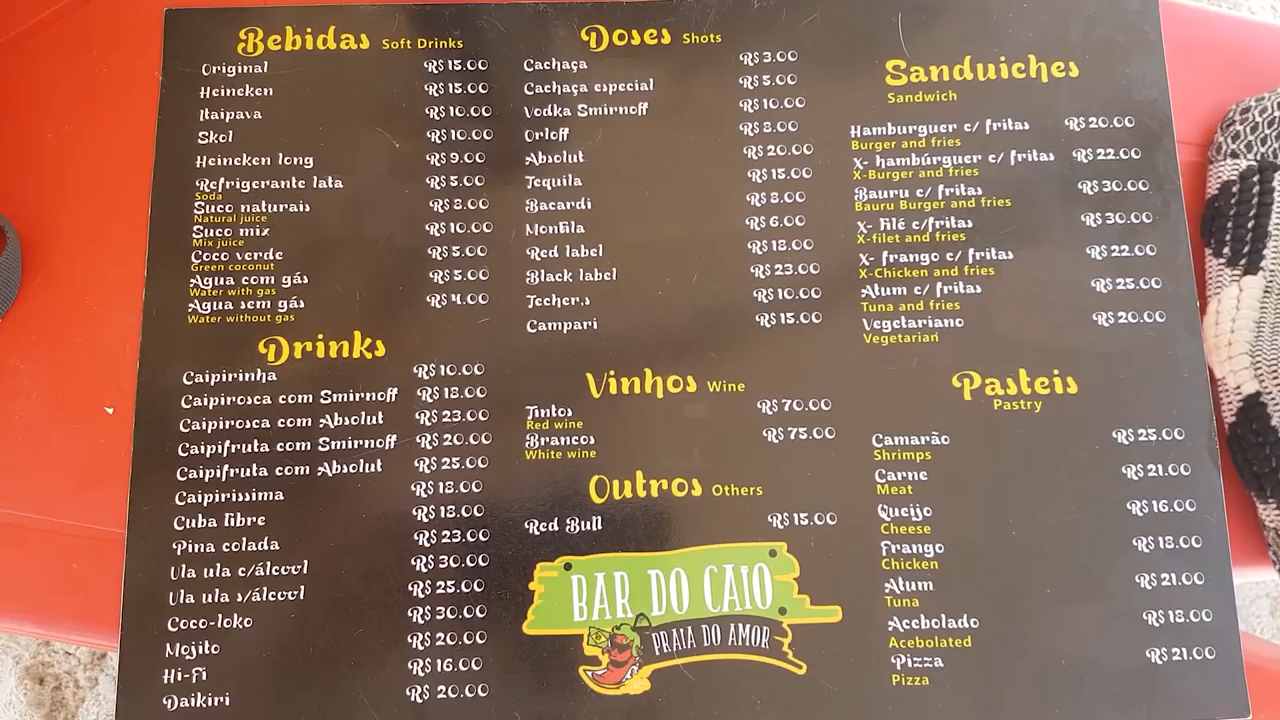 Bebidas Soft Drinks
Original R$ 15.00
Heineken R$ 15.00
Itaipava R$ 10.00
Skol R$ 10.00
Heineken long R$ 9.00
Refrigerante lata R$ 5.00
Soda
Suco naturais R$ 8.00
Natural juice
Suco mix R$ 10.00
Mix juice
Coco verde R$ 5.00
Green coconut
Agua com gás R$ 5.00
Water with gas
Agua sem gás R$ 4.00
Water without gas
Drinks
Caipirinha R$ 10.00
Caipirosca com Smirnoff R$ 18.00
Caipirosca com Absolut R$ 23.00
Caipifruta com Smirnoff R$ 20.00
Caipifruta com Absolut R$ 25.00
Caipirissima R$ 18.00
Cuba libre R$ 18.00
Pina colada R$ 23.00
Ula ula c/álcool R$ 30.00
Ula ula s/álcool R$ 25.00
Coco-loko R$ 30.00
Mojito R$ 20.00
Hi-Fi R$ 16.00
Daikiri R$ 20.00
Doses Shots
Cachaça R$ 3.00
Cachaça especial R$ 5.00
Vodka Smirnoff R$ 10.00
Orloff R$ 8.00
Absolut R$ 20.00
Tequila R$ 15.00
Bacardi R$ 8.00
Montila R$ 6.00
Red label R$ 18.00
Black label R$ 23.00
Techer,s R$ 10.00
Campari R$ 15.00
Vinhos Wine
Tintos R$ 70.00
Red wine
Brancos R$ 75.00
White wine
Outros Others
Red Bull R$ 15.00
BAR DO CAIO
PRAIA DO AMOR
Sanduiches
Sandwich
Hamburguer c/ fritas R$ 20.00
Burger and fries
X- hambúrguer c/ fritas R$ 22.00
X-Burger and fries
Bauru c/ fritas R$ 30.00
Bauru Burger and fries
X- filé c/fritas R$ 30.00
X-filet and fries
X- frango c/ fritas R$ 22.00
X-Chicken and fries
Atum c/ fritas R$ 25.00
Tuna and fries
Vegetariano R$ 20.00
Vegetarian
Pasteis
Pastry
Camarão R$ 25.00
Shrimps
Carne R$ 21.00
Meat
Queijo R$ 16.00
Cheese
Frango R$ 18.00
Chicken
Atum R$ 21.00
Tuna
Acebolado R$ 18.00
Acebolated
Pizza R$ 21.00
Pizza